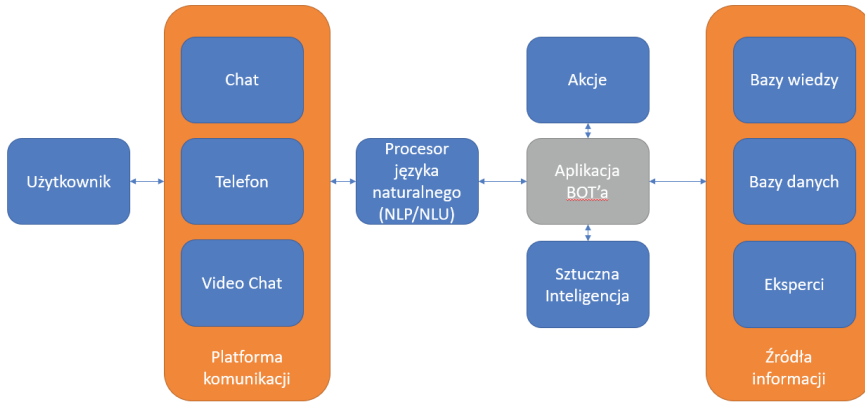 Użytkownik
Chat
Telefon
Video Chat
Platforma
komunikacji
Procesor
języka
naturalnego
(NLP/NLU)
Akcje
Aplikacja
BOT'a
Sztuczna
Inteligencja
Bazy wiedzy
Bazy danych
Eksperci
Źródła
informacji